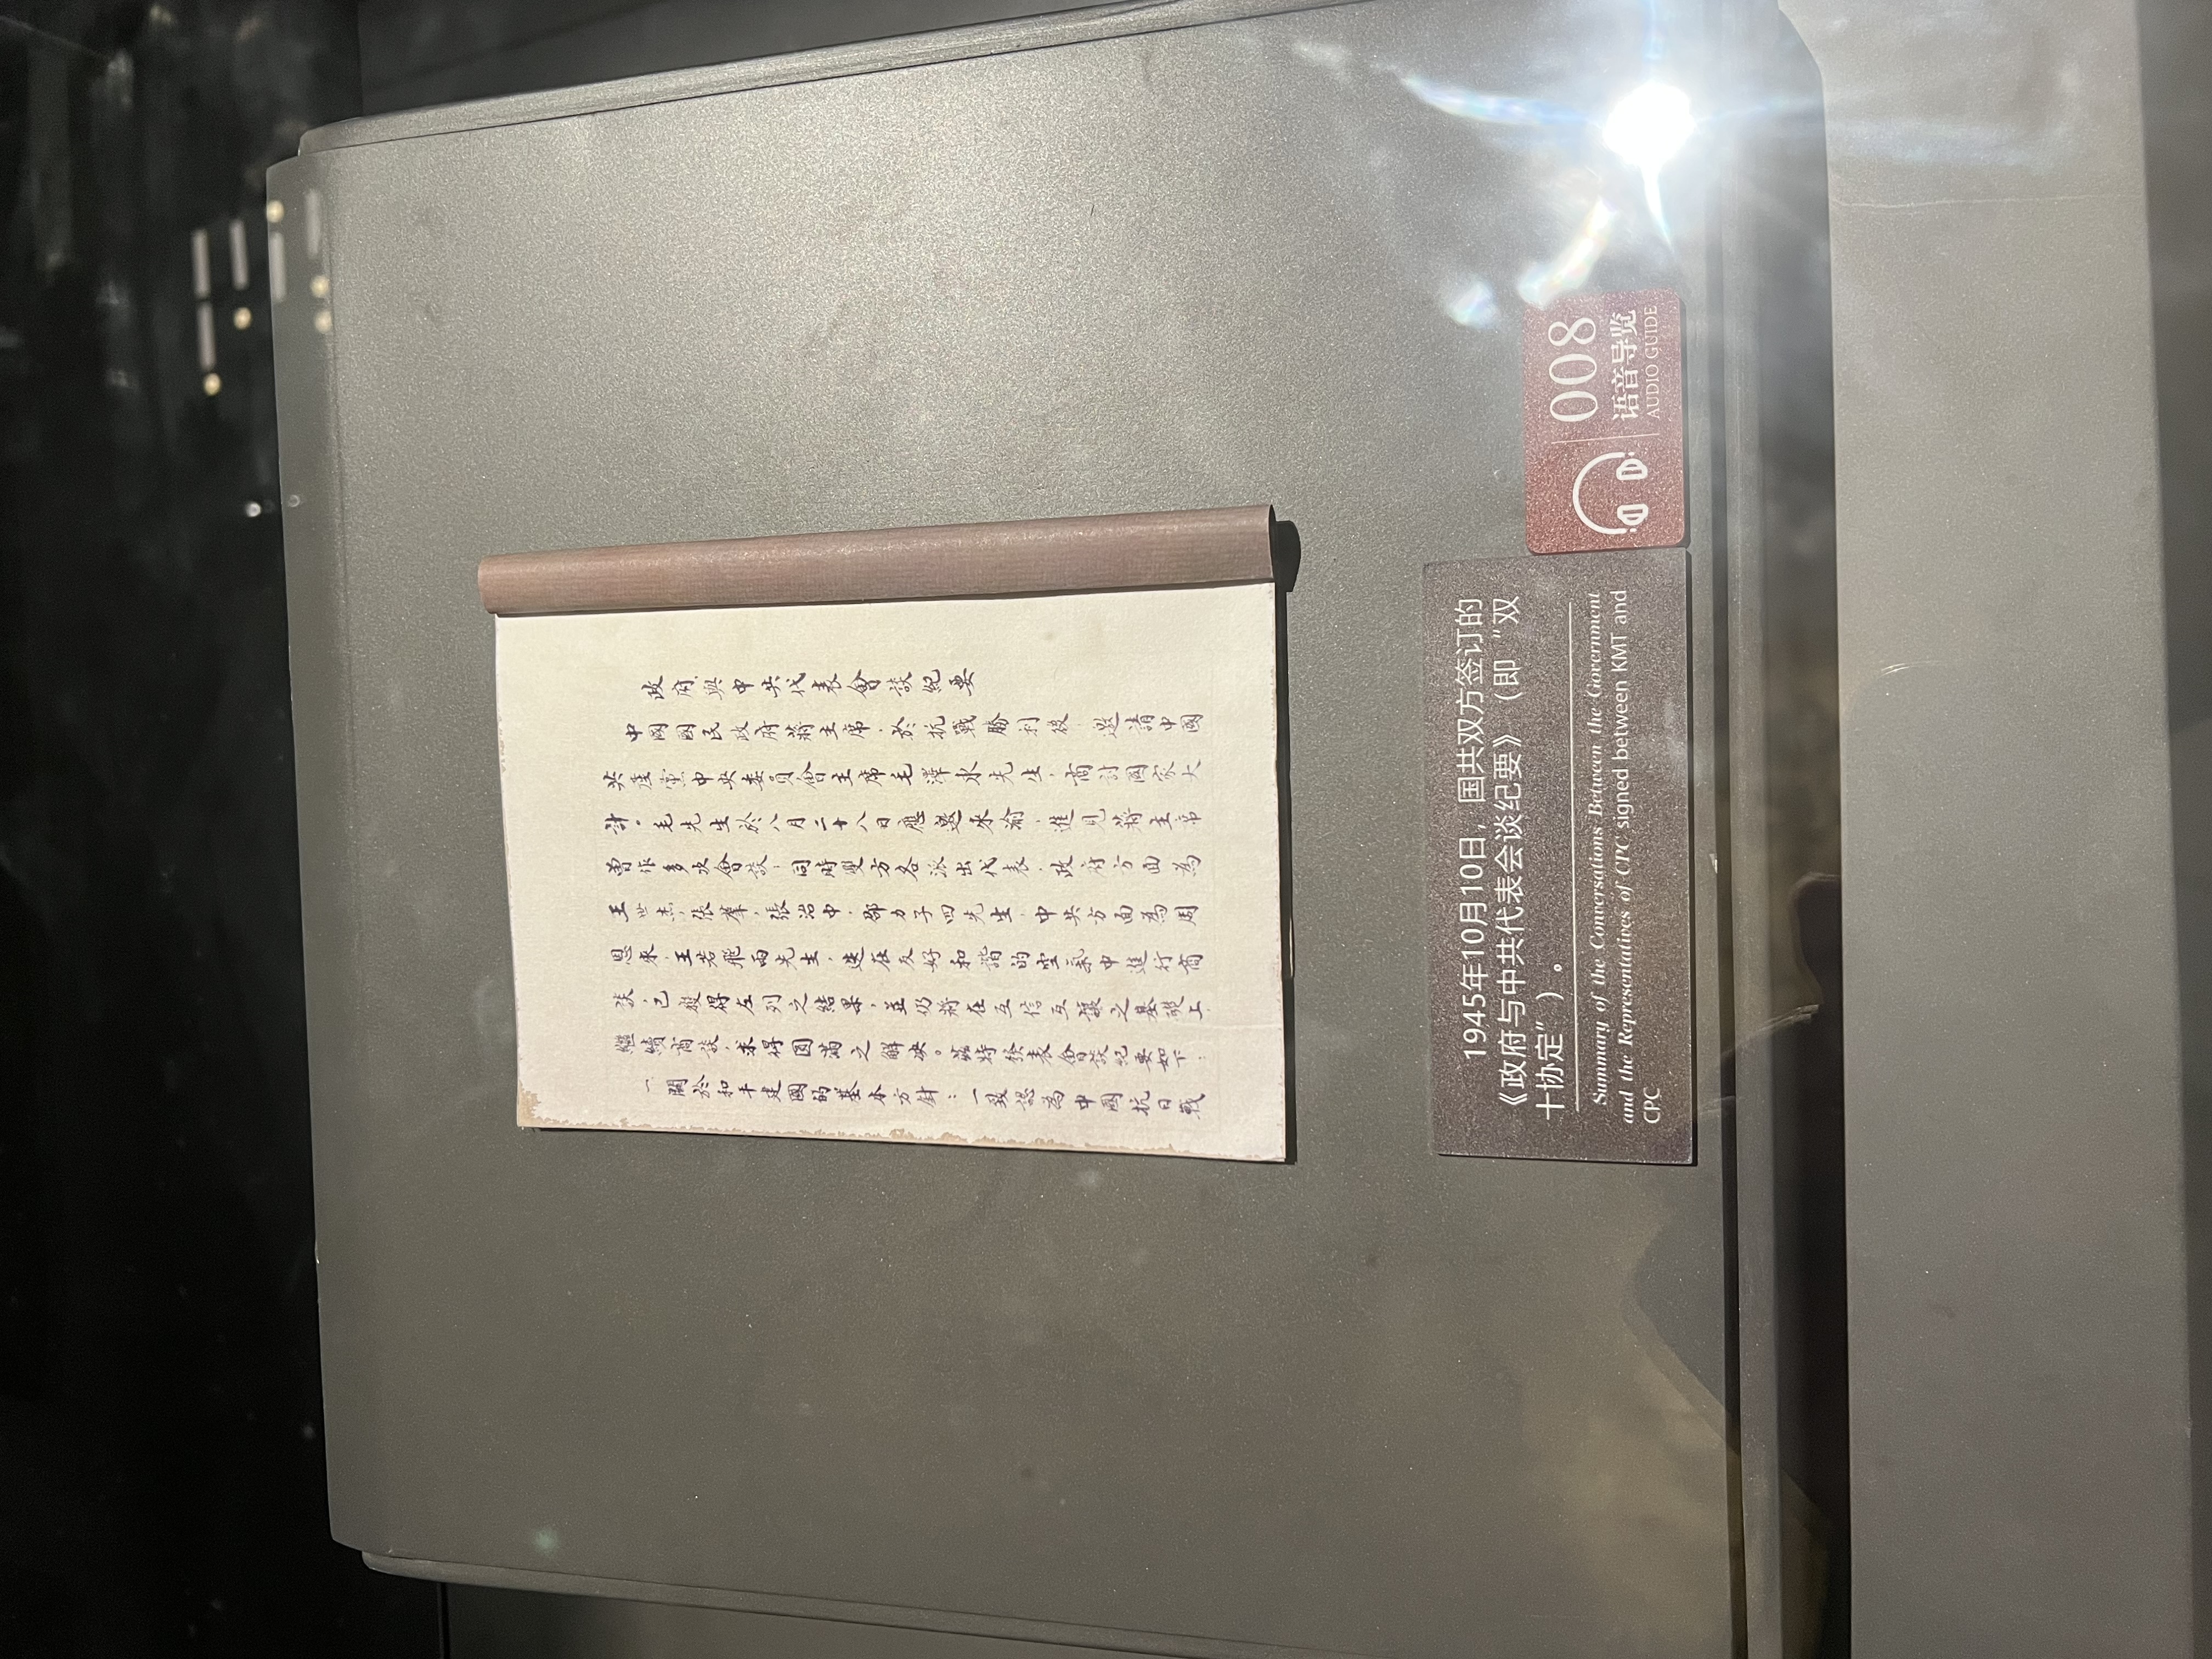 政府與中共代表會談紀要
中國國民政府蔣主席,於抗戰勝利後,邀請中國
共產黨中央委員會主席毛澤東先生,商討國家大
計。毛先生於八月二十八日應邀來渝,進見蔣主席
曾作多次會談;同時雙方各派出代表,政府方面為
王世杰,張羣,張治中,邵力子四先生,中共方面為周
恩來,王若飛兩先生,迭在友好和諧的空氣中進行商
談,已獲得左列之結果,並仍將在互信互讓之基礎上,
繼續商談,求得圓滿之解決。茲特發表會談紀要如下:
一 關於和平建國的基本方針:一致認為中國抗日戰
1945年10月10日,国共双方签订的
《政府与中共代表会谈纪要》(即“双
十协定”)。
Summary of the Conversations Between the Government
and the Representatives of CPC signed between KMT and
CPC
008
语音导览
AUDIO GUIDE